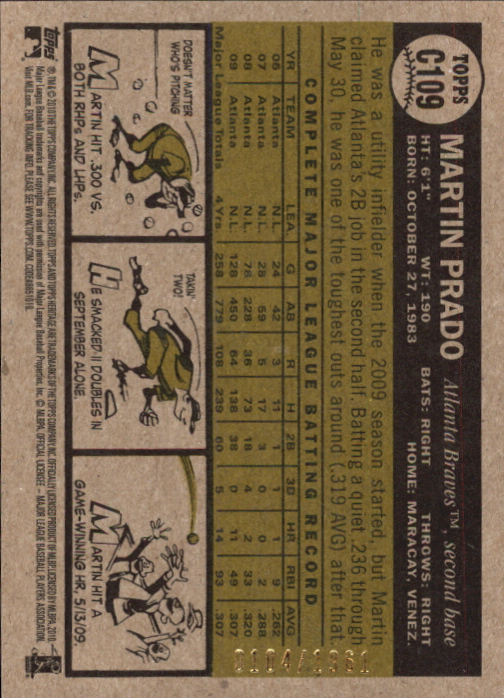 TOPPS
C109
MARTIN PRADO Atlanta Braves™, second base
HT: 6'1" WT: 190 BATS: RIGHT THROWS: RIGHT
BORN: OCTOBER 27, 1983 HOME: MARACAY, VENEZ.
He was a utility infielder when the 2009 season started, but Martin
claimed Atlanta's 2B job in the second half. Batting a quiet .236 through
May 30, he was one of the toughest outs around (.319 AVG) after that
COMPLETE MAJOR LEAGUE BATTING RECORD
YR TEAM LEA G AB R H 2B 3B HR RBI AVG
06 Atlanta N.L. 24 42 3 11 1 1 1 9 .262
07 Atlanta N.L. 28 59 5 17 3 0 0 2 .288
08 Atlanta N.L. 78 228 36 73 18 4 2 33 .320
09 Atlanta N.L. 128 450 64 138 38 0 11 49 .307
Major League Totals 4 Yrs. 258 779 108 239 60 5 14 93 .307
0104/1961
DOESN'T MATTER
WHO'S PITCHING
MARTIN HIT .300 VS.
BOTH RHPs AND LHPs.
TAKIN'
TWO!
HE SMACKED 11 DOUBLES IN
SEPTEMBER ALONE.
MARTIN HIT A
GAME-WINNING HR, 5/13/09.
topps